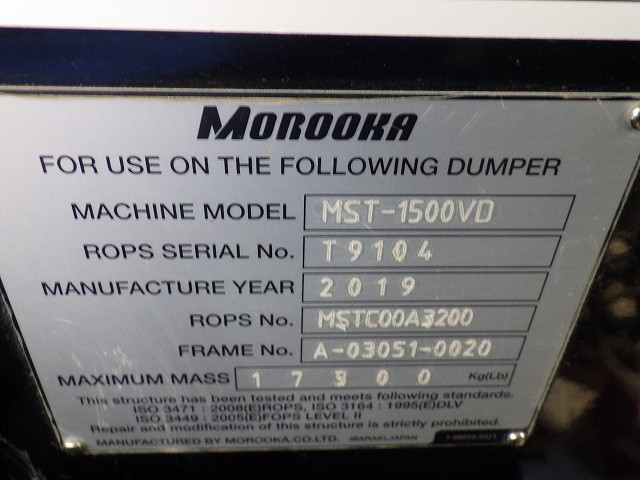 MOROOKA
FOR USE ON THE FOLLOWING DUMPER
MACHINE MODEL MST-1500VD
ROPS SERIAL No. T9104
MANUFACTURE YEAR 2019
ROPS No. MSTC00A3200
FRAME No. A-03051-0020
MAXIMUM MASS 17300 Kg(Lb)
This structure has been tested and meets following standards.
ISO 3471 : 2008(E)ROPS, ISO 3164 : 1995(E)DLV
ISO 3449 : 2005(E)FOPS LEVEL II
Repair and modification of this structure is strictly prohibited.
MANUFACTURED BY MOROOKA.CO.LTD. IBARAKI,JAPAN